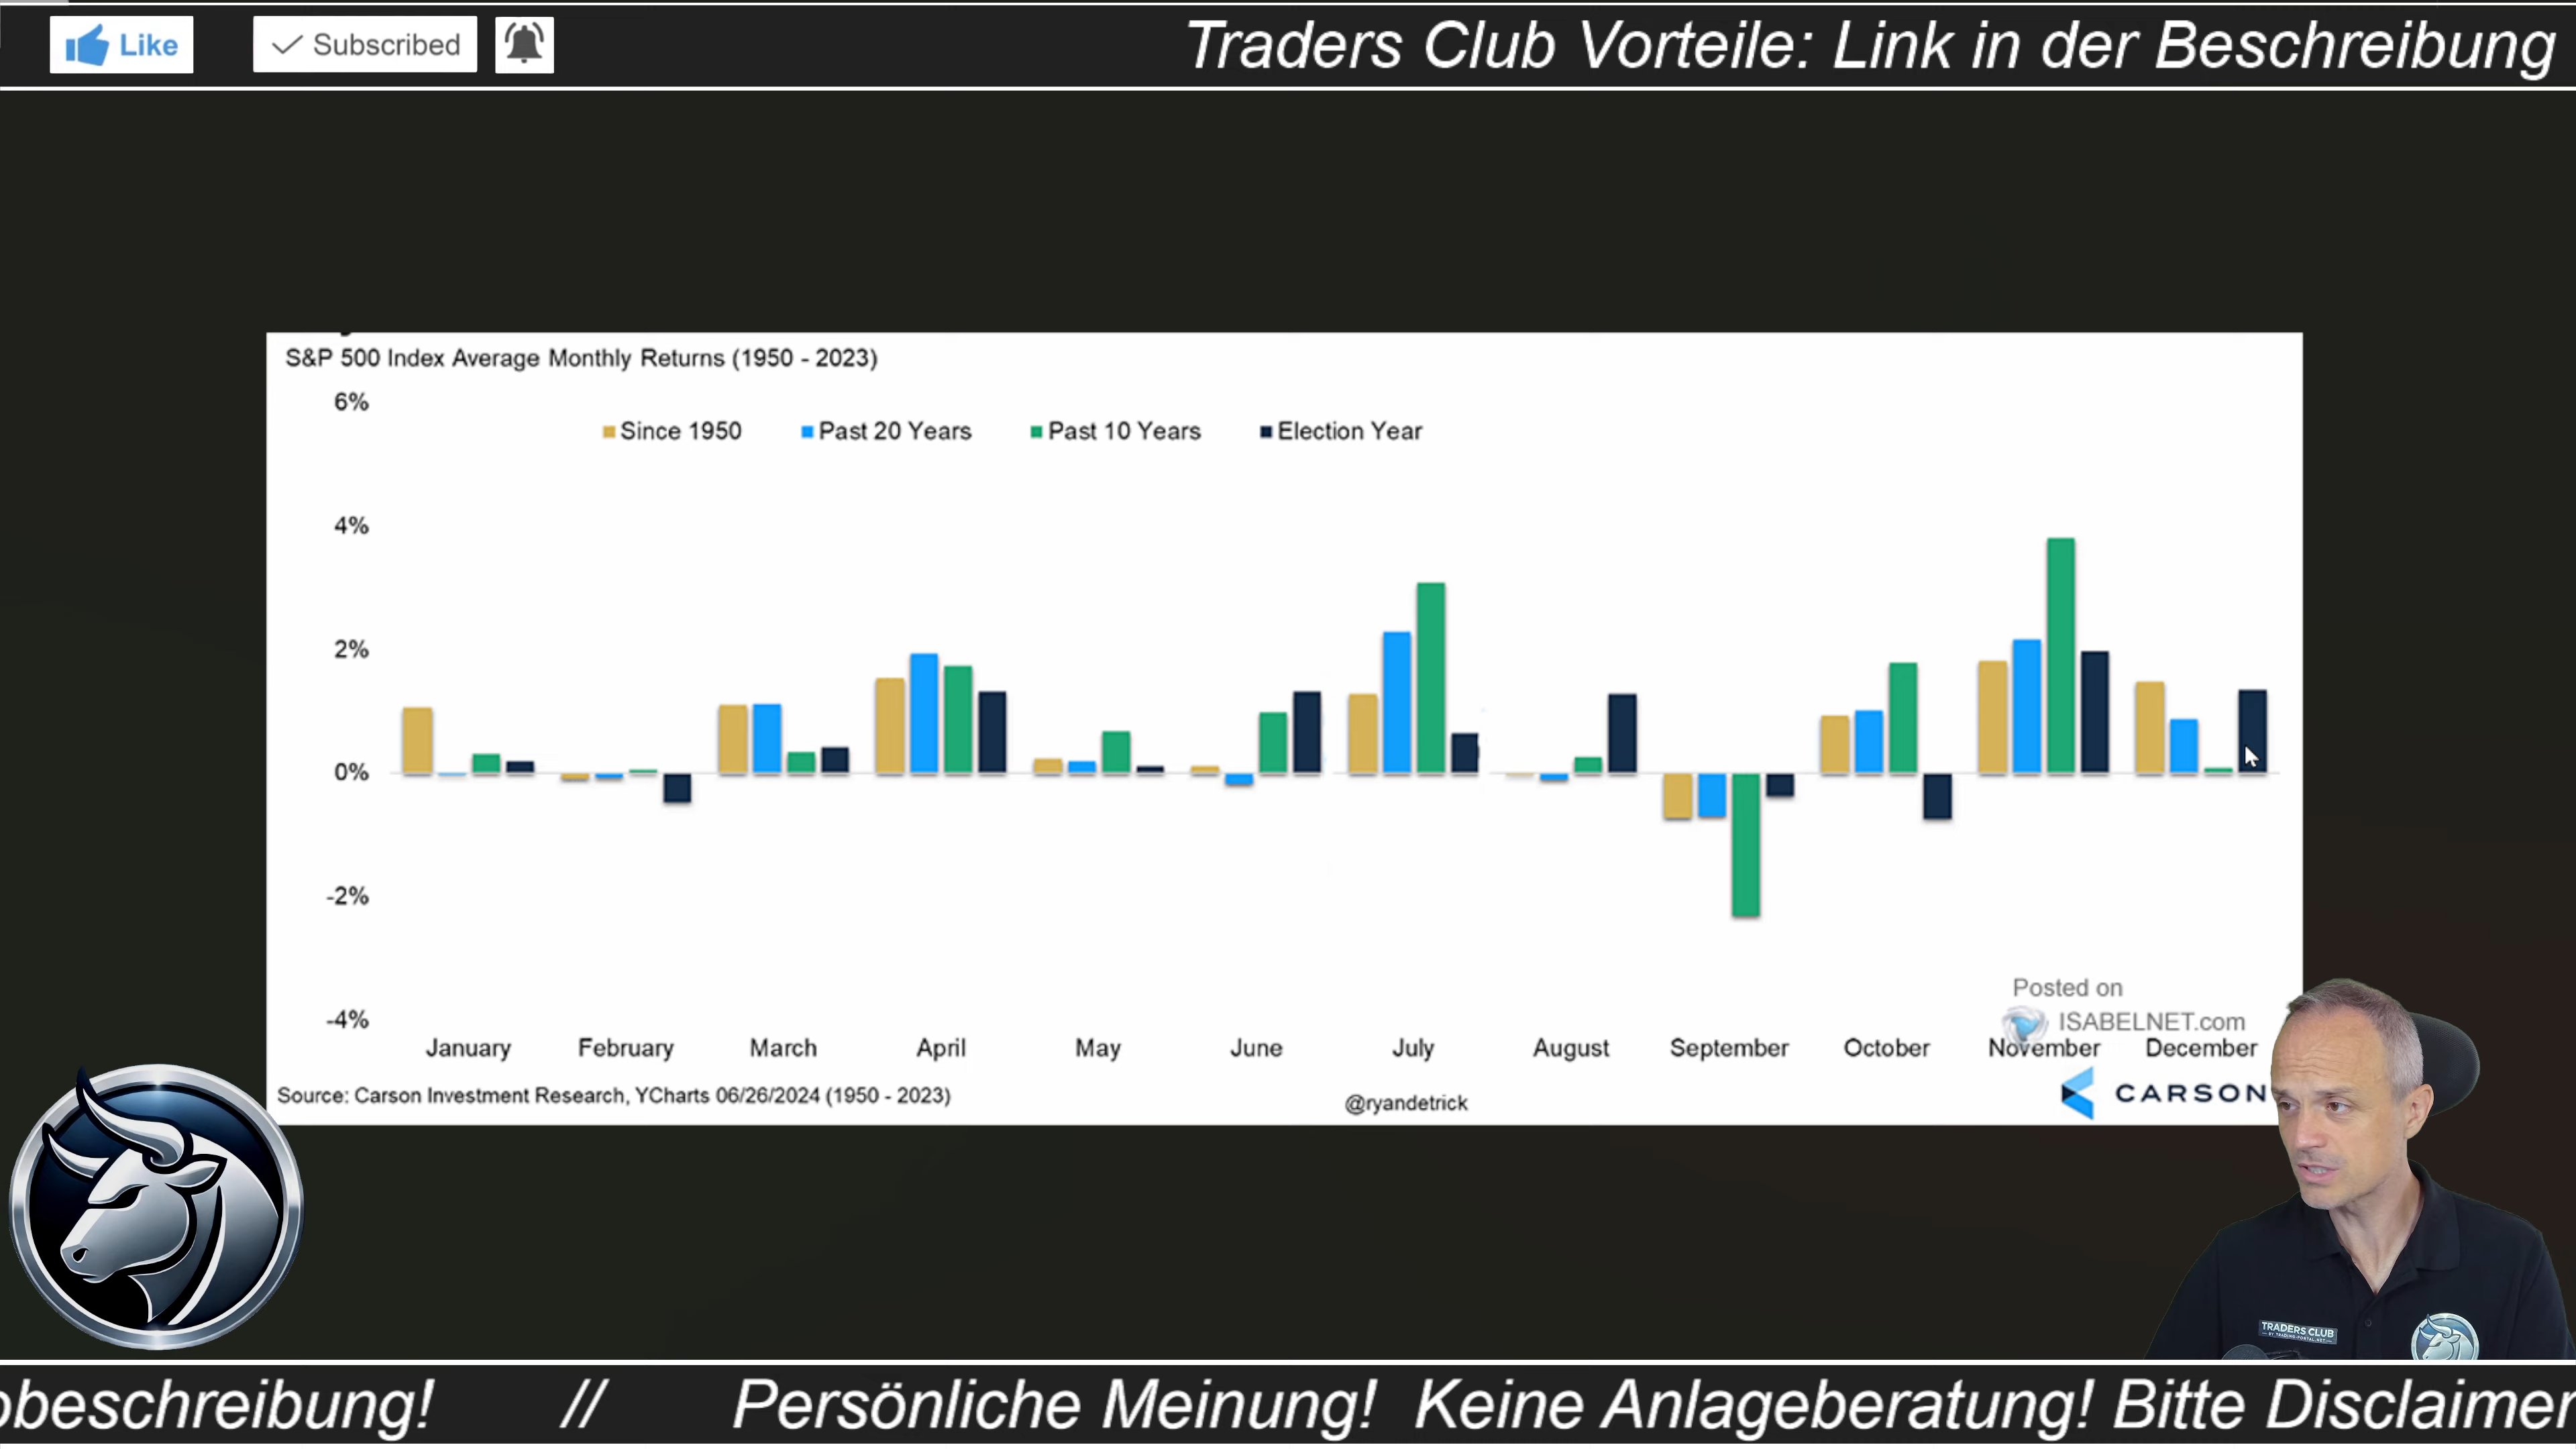 Like
Subscribed
Traders Club Vorteile: Link in der Beschreibung
S&P 500 Index Average Monthly Returns (1950 - 2023)
6%
Since 1950
Past 20 Years
Past 10 Years
Election Year
4%
2%
0%
-2%
-4%
Posted on
ISABELNET.com
January
February
March
April
May
June
July
August
September
October
November
December
Source: Carson Investment Research, YCharts 06/26/2024 (1950 - 2023)
@ryandetrick
CARSON
TRADERS CLUB
obeschreibung! // Persönliche Meinung! Keine Anlageberatung! Bitte Disclaimer